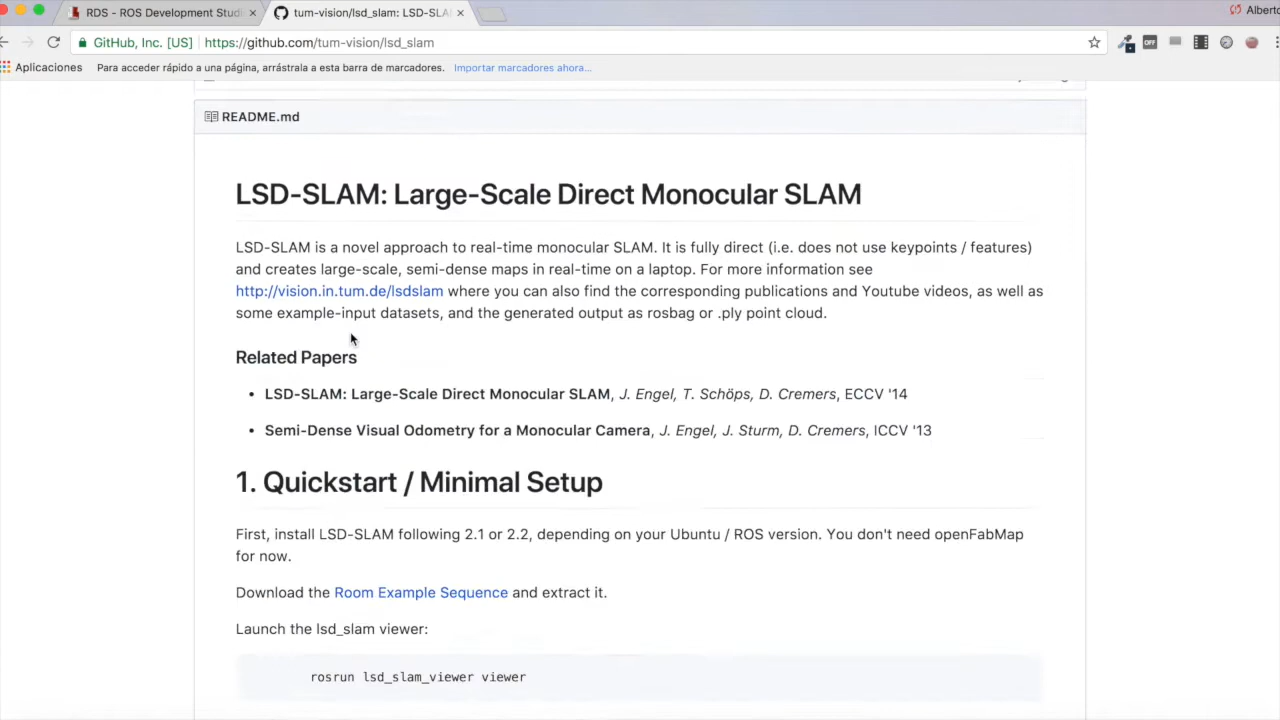 RDS - ROS Development Studi
tum-vision/lsd_slam: LSD-SLA
Alberto
GitHub, Inc. [US] https://github.com/tum-vision/lsd_slam
OFF
Aplicaciones Para acceder rápido a una página, arrástrala a esta barra de marcadores. Importar marcadores ahora...
README.md
LSD-SLAM: Large-Scale Direct Monocular SLAM
LSD-SLAM is a novel approach to real-time monocular SLAM. It is fully direct (i.e. does not use keypoints / features)
and creates large-scale, semi-dense maps in real-time on a laptop. For more information see
http://vision.in.tum.de/lsdslam where you can also find the corresponding publications and Youtube videos, as well as
some example-input datasets, and the generated output as rosbag or .ply point cloud.
Related Papers
• LSD-SLAM: Large-Scale Direct Monocular SLAM, J. Engel, T. Schöps, D. Cremers, ECCV '14
• Semi-Dense Visual Odometry for a Monocular Camera, J. Engel, J. Sturm, D. Cremers, ICCV '13
1. Quickstart / Minimal Setup
First, install LSD-SLAM following 2.1 or 2.2, depending on your Ubuntu / ROS version. You don't need openFabMap
for now.
Download the Room Example Sequence and extract it.
Launch the lsd_slam viewer:
rosrun lsd_slam_viewer viewer